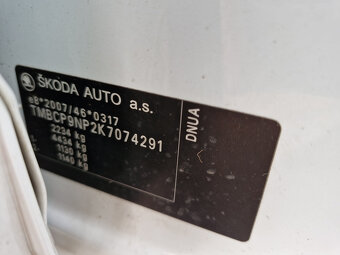 ŠKODA AUTO a.s.
e8*2007/46*0317
TMBCP9NP2K7074291
2234 kg
4434 kg
1130 kg
1140 kg
DNUA